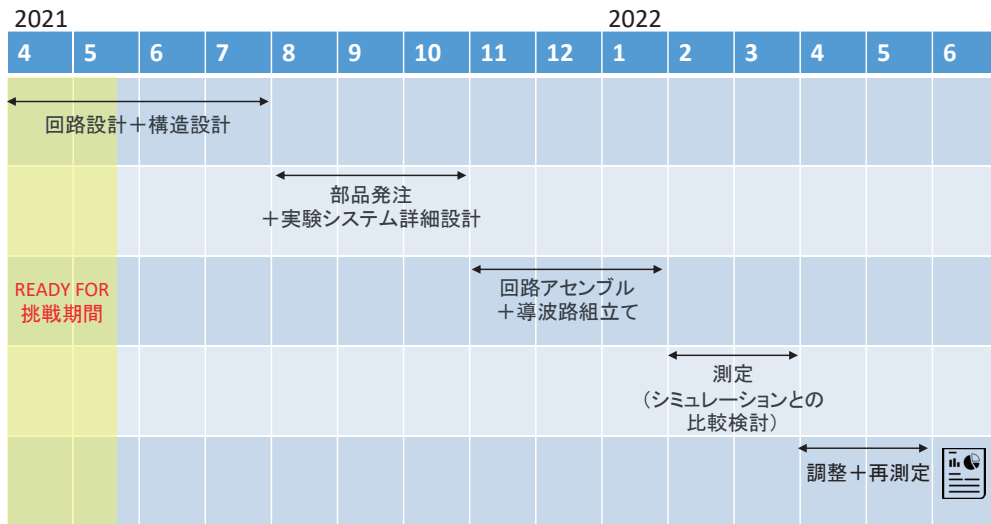 2021
2022
4 5 6 7 8 9 10 11 12 1 2 3 4 5 6
回路設計＋構造設計
部品発注
＋実験システム詳細設計
READY FOR
挑戦期間
回路アセンブル
＋導波路組立て
測定
（シミュレーションとの
比較検討）
調整＋再測定